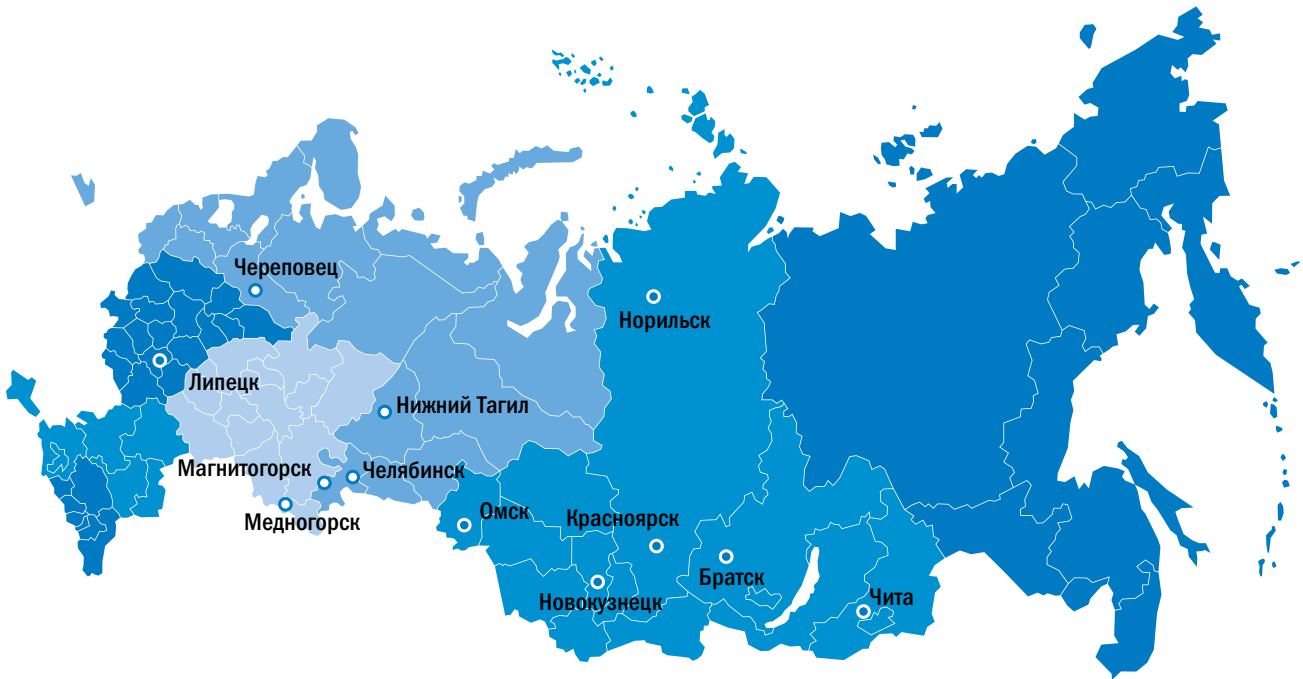 Череповец
Норильск
Липецк
Нижний Тагил
Магнитогорск
Челябинск
Медногорск
Омск
Красноярск
Братск
Новокузнецк
Чита